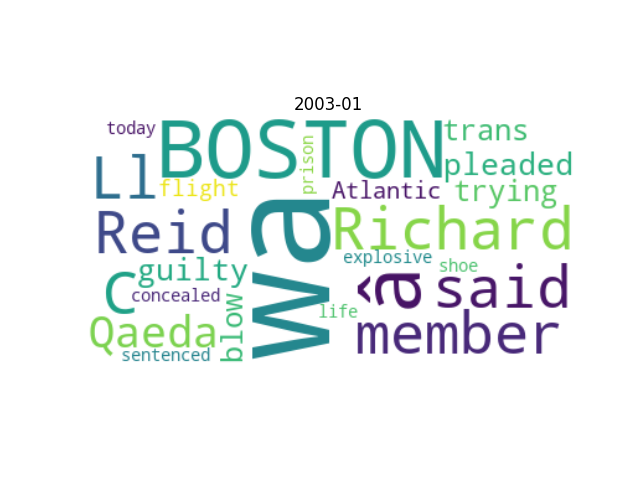 2003-01
today
BOSTON
trans
prison
Ll
flight
pleaded
Atlantic
trying
wa
Reid
Richard
explosive
guilty
shoe
C
concealed
â
said
blow
life
Qaeda
member
sentenced